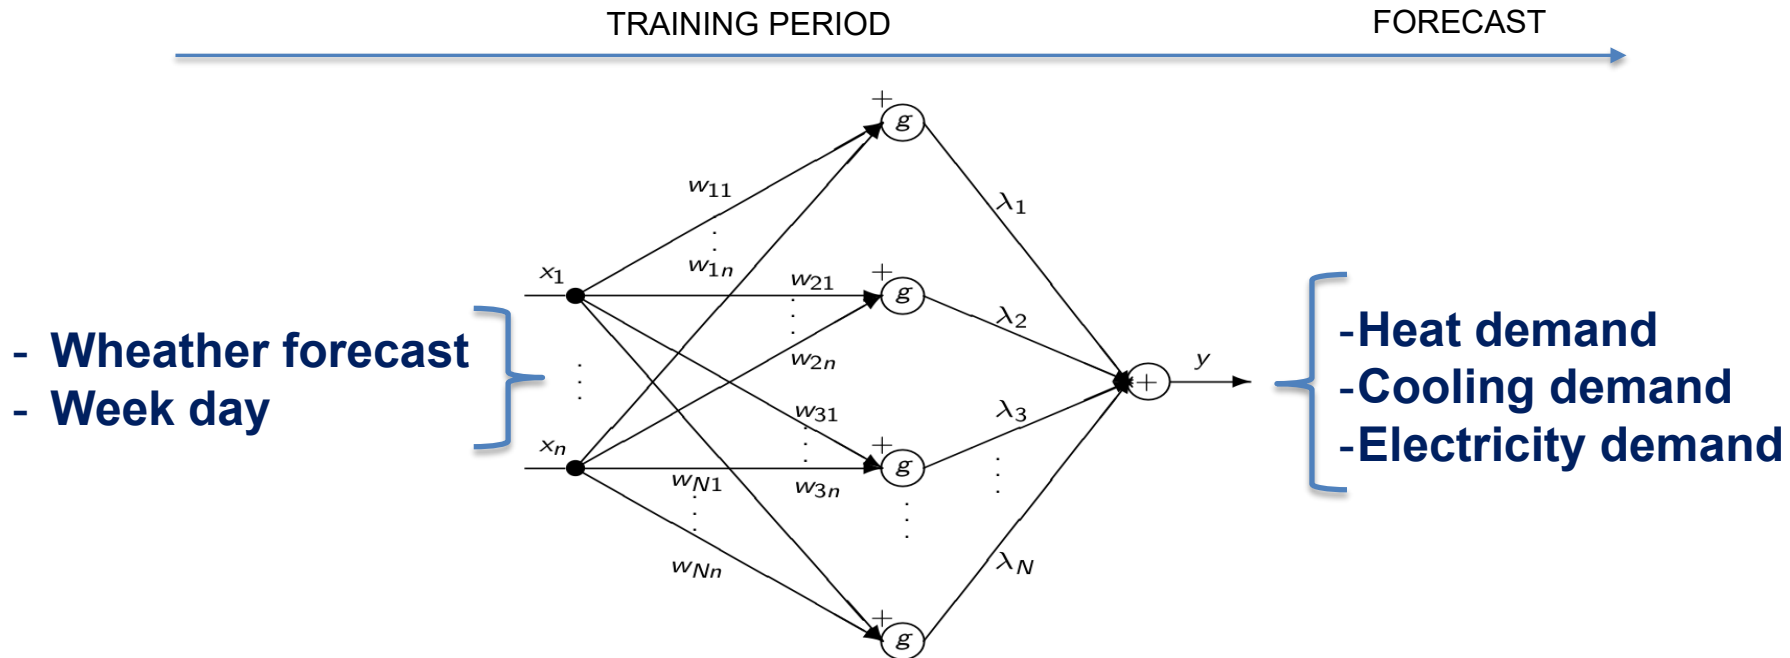 TRAINING PERIOD
FORECAST
+
g
w11
λ1
w1n
x1
+
w21
g
- Wheather forecast
- Week day
λ2
w2n
y
+
-Heat demand
-Cooling demand
-Electricity demand
w31
λ3
xn
+
g
wN1
w3n
wNn
λN
+
g